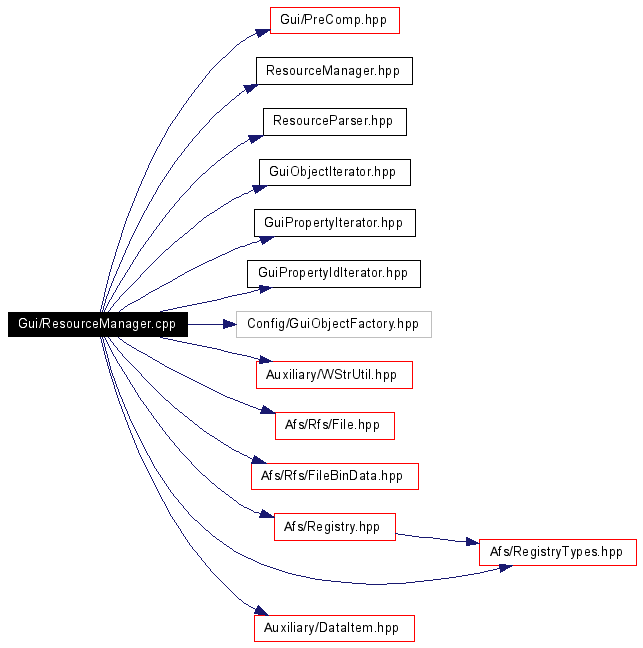 Gui/PreComp.hpp
ResourceManager.hpp
ResourceParser.hpp
GuiObjectIterator.hpp
GuiPropertyIterator.hpp
GuiPropertyIdIterator.hpp
Gui/ResourceManager.cpp
Config/GuiObjectFactory.hpp
Auxiliary/WStrUtil.hpp
Afs/Rfs/File.hpp
Afs/Rfs/FileBinData.hpp
Afs/Registry.hpp
Afs/RegistryTypes.hpp
Auxiliary/DataItem.hpp